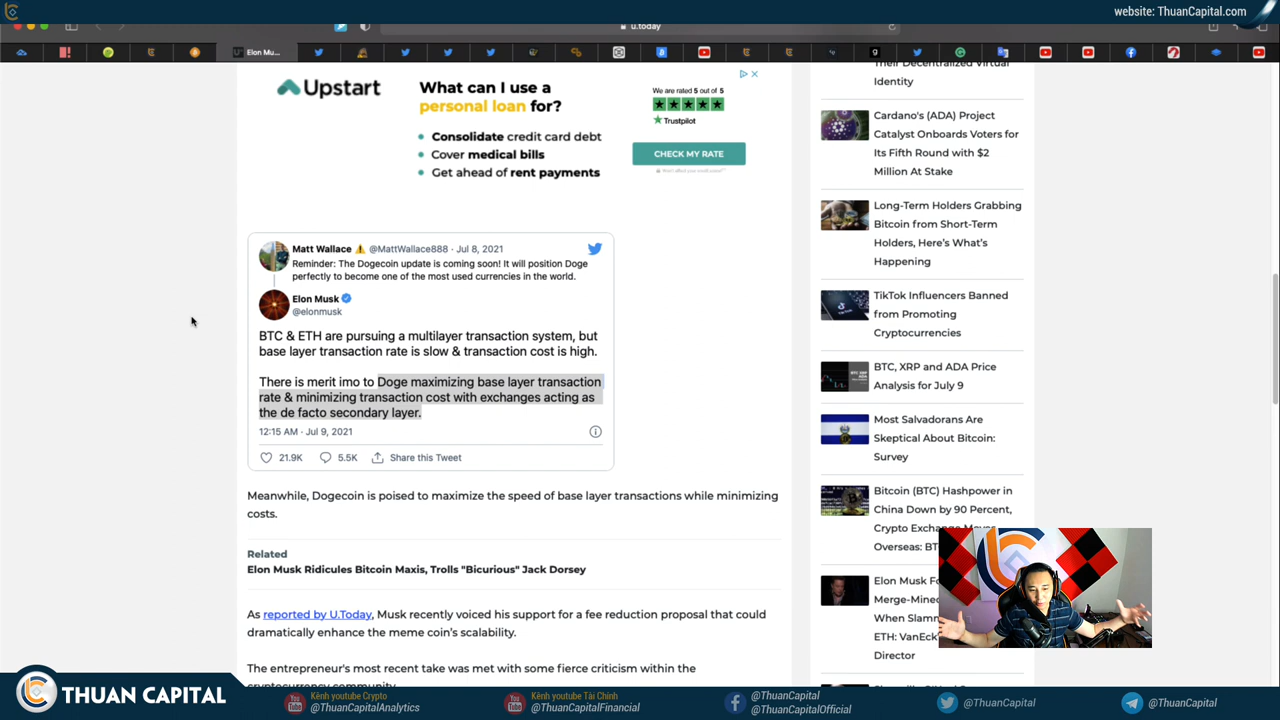 website: ThuanCapital.com
u.today
Elon Mu...
Upstart
What can I use a
personal loan for?
Consolidate credit card debt
Cover medical bills
Get ahead of rent payments
We are rated 5 out of 5
Trustpilot
CHECK MY RATE
Matt Wallace @MattWallace888 · Jul 8, 2021
Reminder: The Dogecoin update is coming soon! It will position Doge
perfectly to become one of the most used currencies in the world.
Elon Musk
@elonmusk
BTC & ETH are pursuing a multilayer transaction system, but
base layer transaction rate is slow & transaction cost is high.
There is merit imo to Doge maximizing base layer transaction
rate & minimizing transaction cost with exchanges acting as
the de facto secondary layer.
12:15 AM · Jul 9, 2021
21.9K 5.5K Share this Tweet
Meanwhile, Dogecoin is poised to maximize the speed of base layer transactions while minimizing
costs.
Related
Elon Musk Ridicules Bitcoin Maxis, Trolls "Bicurious" Jack Dorsey
As reported by U.Today, Musk recently voiced his support for a fee reduction proposal that could
dramatically enhance the meme coin's scalability.
The entrepreneur's most recent take was met with some fierce criticism within the
cryptocurrency community.
Their Decentralized Virtual
Identity
Cardano's (ADA) Project
Catalyst Onboards Voters for
Its Fifth Round with $2
Million At Stake
Long-Term Holders Grabbing
Bitcoin from Short-Term
Holders, Here's What's
Happening
TikTok Influencers Banned
from Promoting
Cryptocurrencies
BTC, XRP and ADA Price
Analysis for July 9
Most Salvadorans Are
Skeptical About Bitcoin:
Survey
Bitcoin (BTC) Hashpower in
China Down by 90 Percent,
Crypto Exchange
Overseas:
Elon Musk
Merge-Mined
When Slamm
ETH: VanEck
Director
THUAN CAPITAL
Kênh youtube Crypto
@ThuanCapitalAnalytics
Kênh youtube Tài Chính
@ThuanCapitalFinancial
@ThuanCapital
@ThuanCapitalOfficial
@ThuanCapital
@ThuanCapital